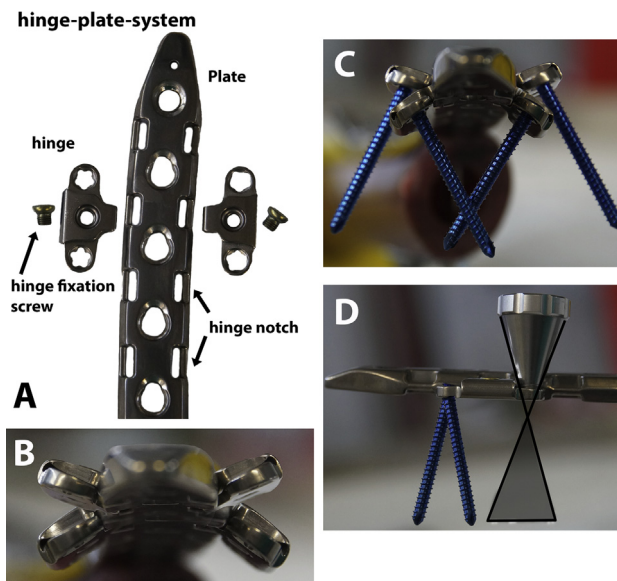 hinge-plate-system
Plate
hinge
hinge fixation
screw
hinge notch
A
B
C
D